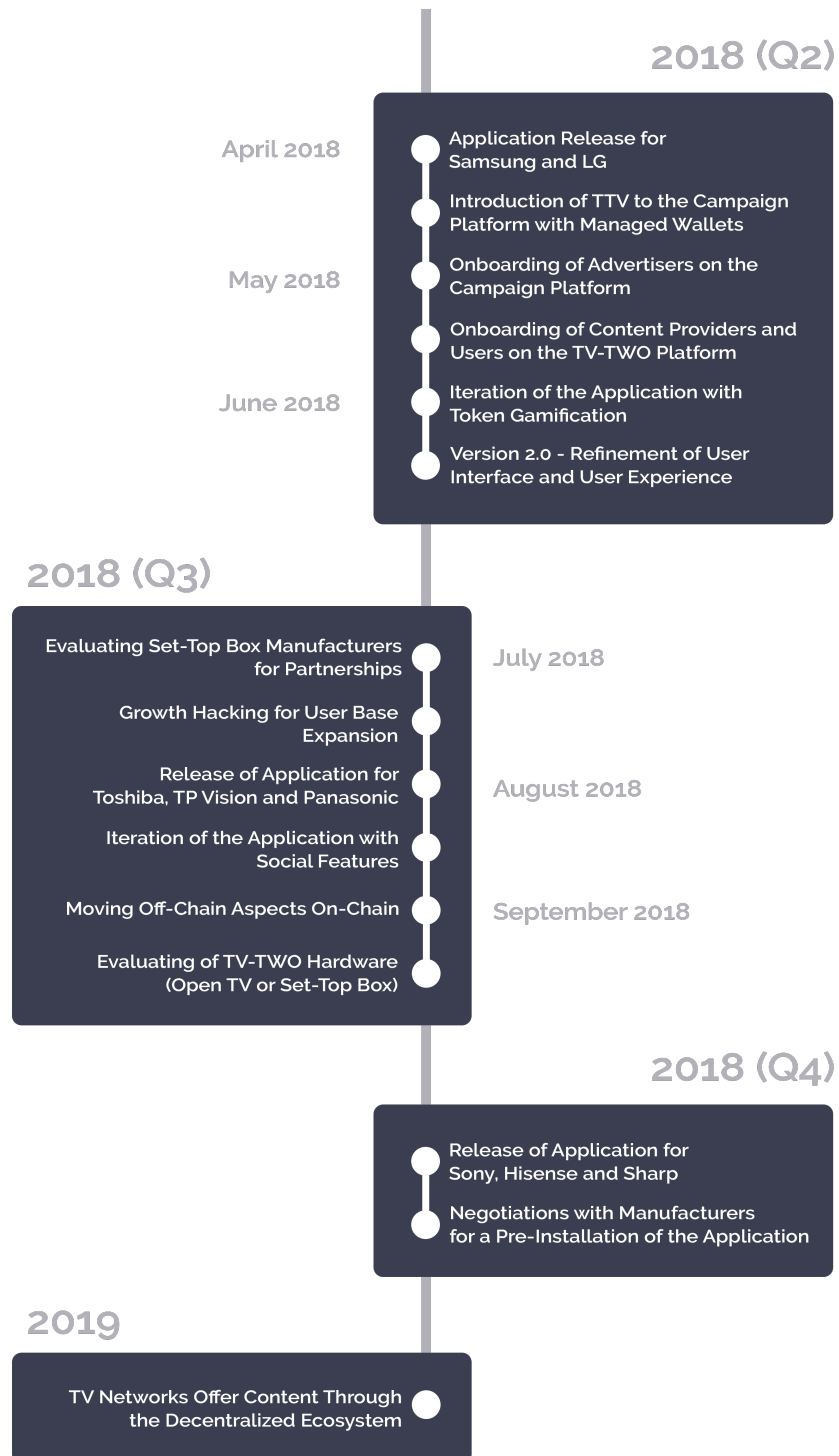 2018 (Q2)
April 2018
Application Release for
Samsung and LG
Introduction of TTV to the Campaign
Platform with Managed Wallets
May 2018
Onboarding of Advertisers on the
Campaign Platform
Onboarding of Content Providers and
Users on the TV-TWO Platform
June 2018
Iteration of the Application with
Token Gamification
Version 2.0 - Refinement of User
Interface and User Experience
2018 (Q3)
Evaluating Set-Top Box Manufacturers
for Partnerships
July 2018
Growth Hacking for User Base
Expansion
Release of Application for
Toshiba, TP Vision and Panasonic
August 2018
Iteration of the Application with
Social Features
Moving Off-Chain Aspects On-Chain
September 2018
Evaluating of TV-TWO Hardware
(Open TV or Set-Top Box)
2018 (Q4)
Release of Application for
Sony, Hisense and Sharp
Negotiations with Manufacturers
for a Pre-Installation of the Application
2019
TV Networks Offer Content Through
the Decentralized Ecosystem